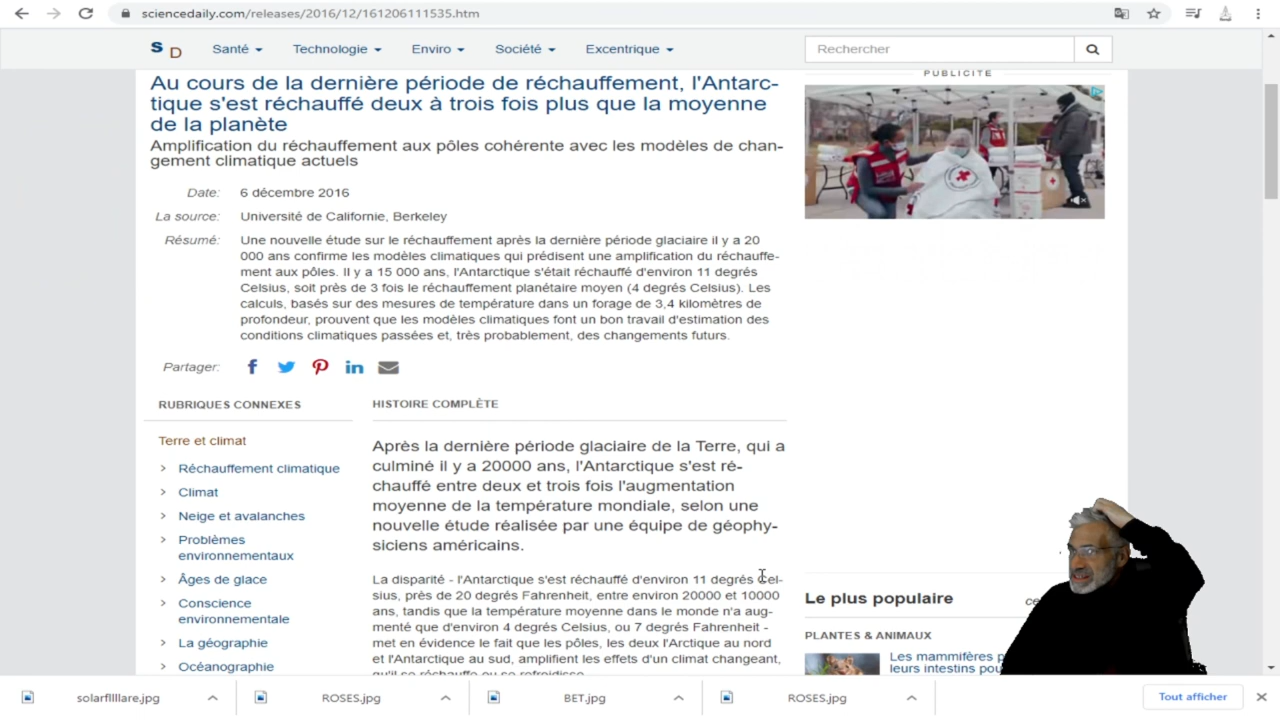 sciencedaily.com/releases/2016/12/161206111535.htm
S D
Santé
Technologie
Enviro
Société
Excentrique
Rechercher
Au cours de la dernière période de réchauffement, l'Antarc-
tique s'est réchauffé deux à trois fois plus que la moyenne
de la planète
Amplification du réchauffement aux pôles cohérente avec les modèles de chan-
gement climatique actuels
Date: 6 décembre 2016
La source: Université de Californie, Berkeley
Résumé: Une nouvelle étude sur le réchauffement après la dernière période glaciaire il y a 20
000 ans confirme les modèles climatiques qui prédisent une amplification du réchauffe-
ment aux pôles. Il y a 15 000 ans, l'Antarctique s'était réchauffé d'environ 11 degrés
Celsius, soit près de 3 fois le réchauffement planétaire moyen (4 degrés Celsius). Les
calculs, basés sur des mesures de température dans un forage de 3,4 kilomètres de
profondeur, prouvent que les modèles climatiques font un bon travail d'estimation des
conditions climatiques passées et, très probablement, des changements futurs.
Partager:
RUBRIQUES CONNEXES
Terre et climat
Réchauffement climatique
Climat
Neige et avalanches
Problèmes
environnementaux
Âges de glace
Conscience
environnementale
La géographie
Océanographie
HISTOIRE COMPLÈTE
Après la dernière période glaciaire de la Terre, qui a
culminé il y a 20000 ans, l'Antarctique s'est ré-
chauffé entre deux et trois fois l'augmentation
moyenne de la température mondiale, selon une
nouvelle étude réalisée par une équipe de géophy-
siciens américains.
La disparité - l'Antarctique s'est réchauffé d'environ 11 degrés Cel-
sius, près de 20 degrés Fahrenheit, entre environ 20000 et 10000
ans, tandis que la température moyenne dans le monde n'a aug-
menté que d'environ 4 degrés Celsius, ou 7 degrés Fahrenheit -
met en évidence le fait que les pôles, les deux l'Arctique au nord
et l'Antarctique au sud, amplifient les effets d'un climat changeant,
qu'il se réchauffe ou se refroidisse.
PUBLICITÉ
Le plus populaire
ce
PLANTES & ANIMAUX
Les mammifères p
leurs intestins pou
solarfllllare.jpg
ROSES.jpg
BET.jpg
ROSES.jpg
Tout afficher